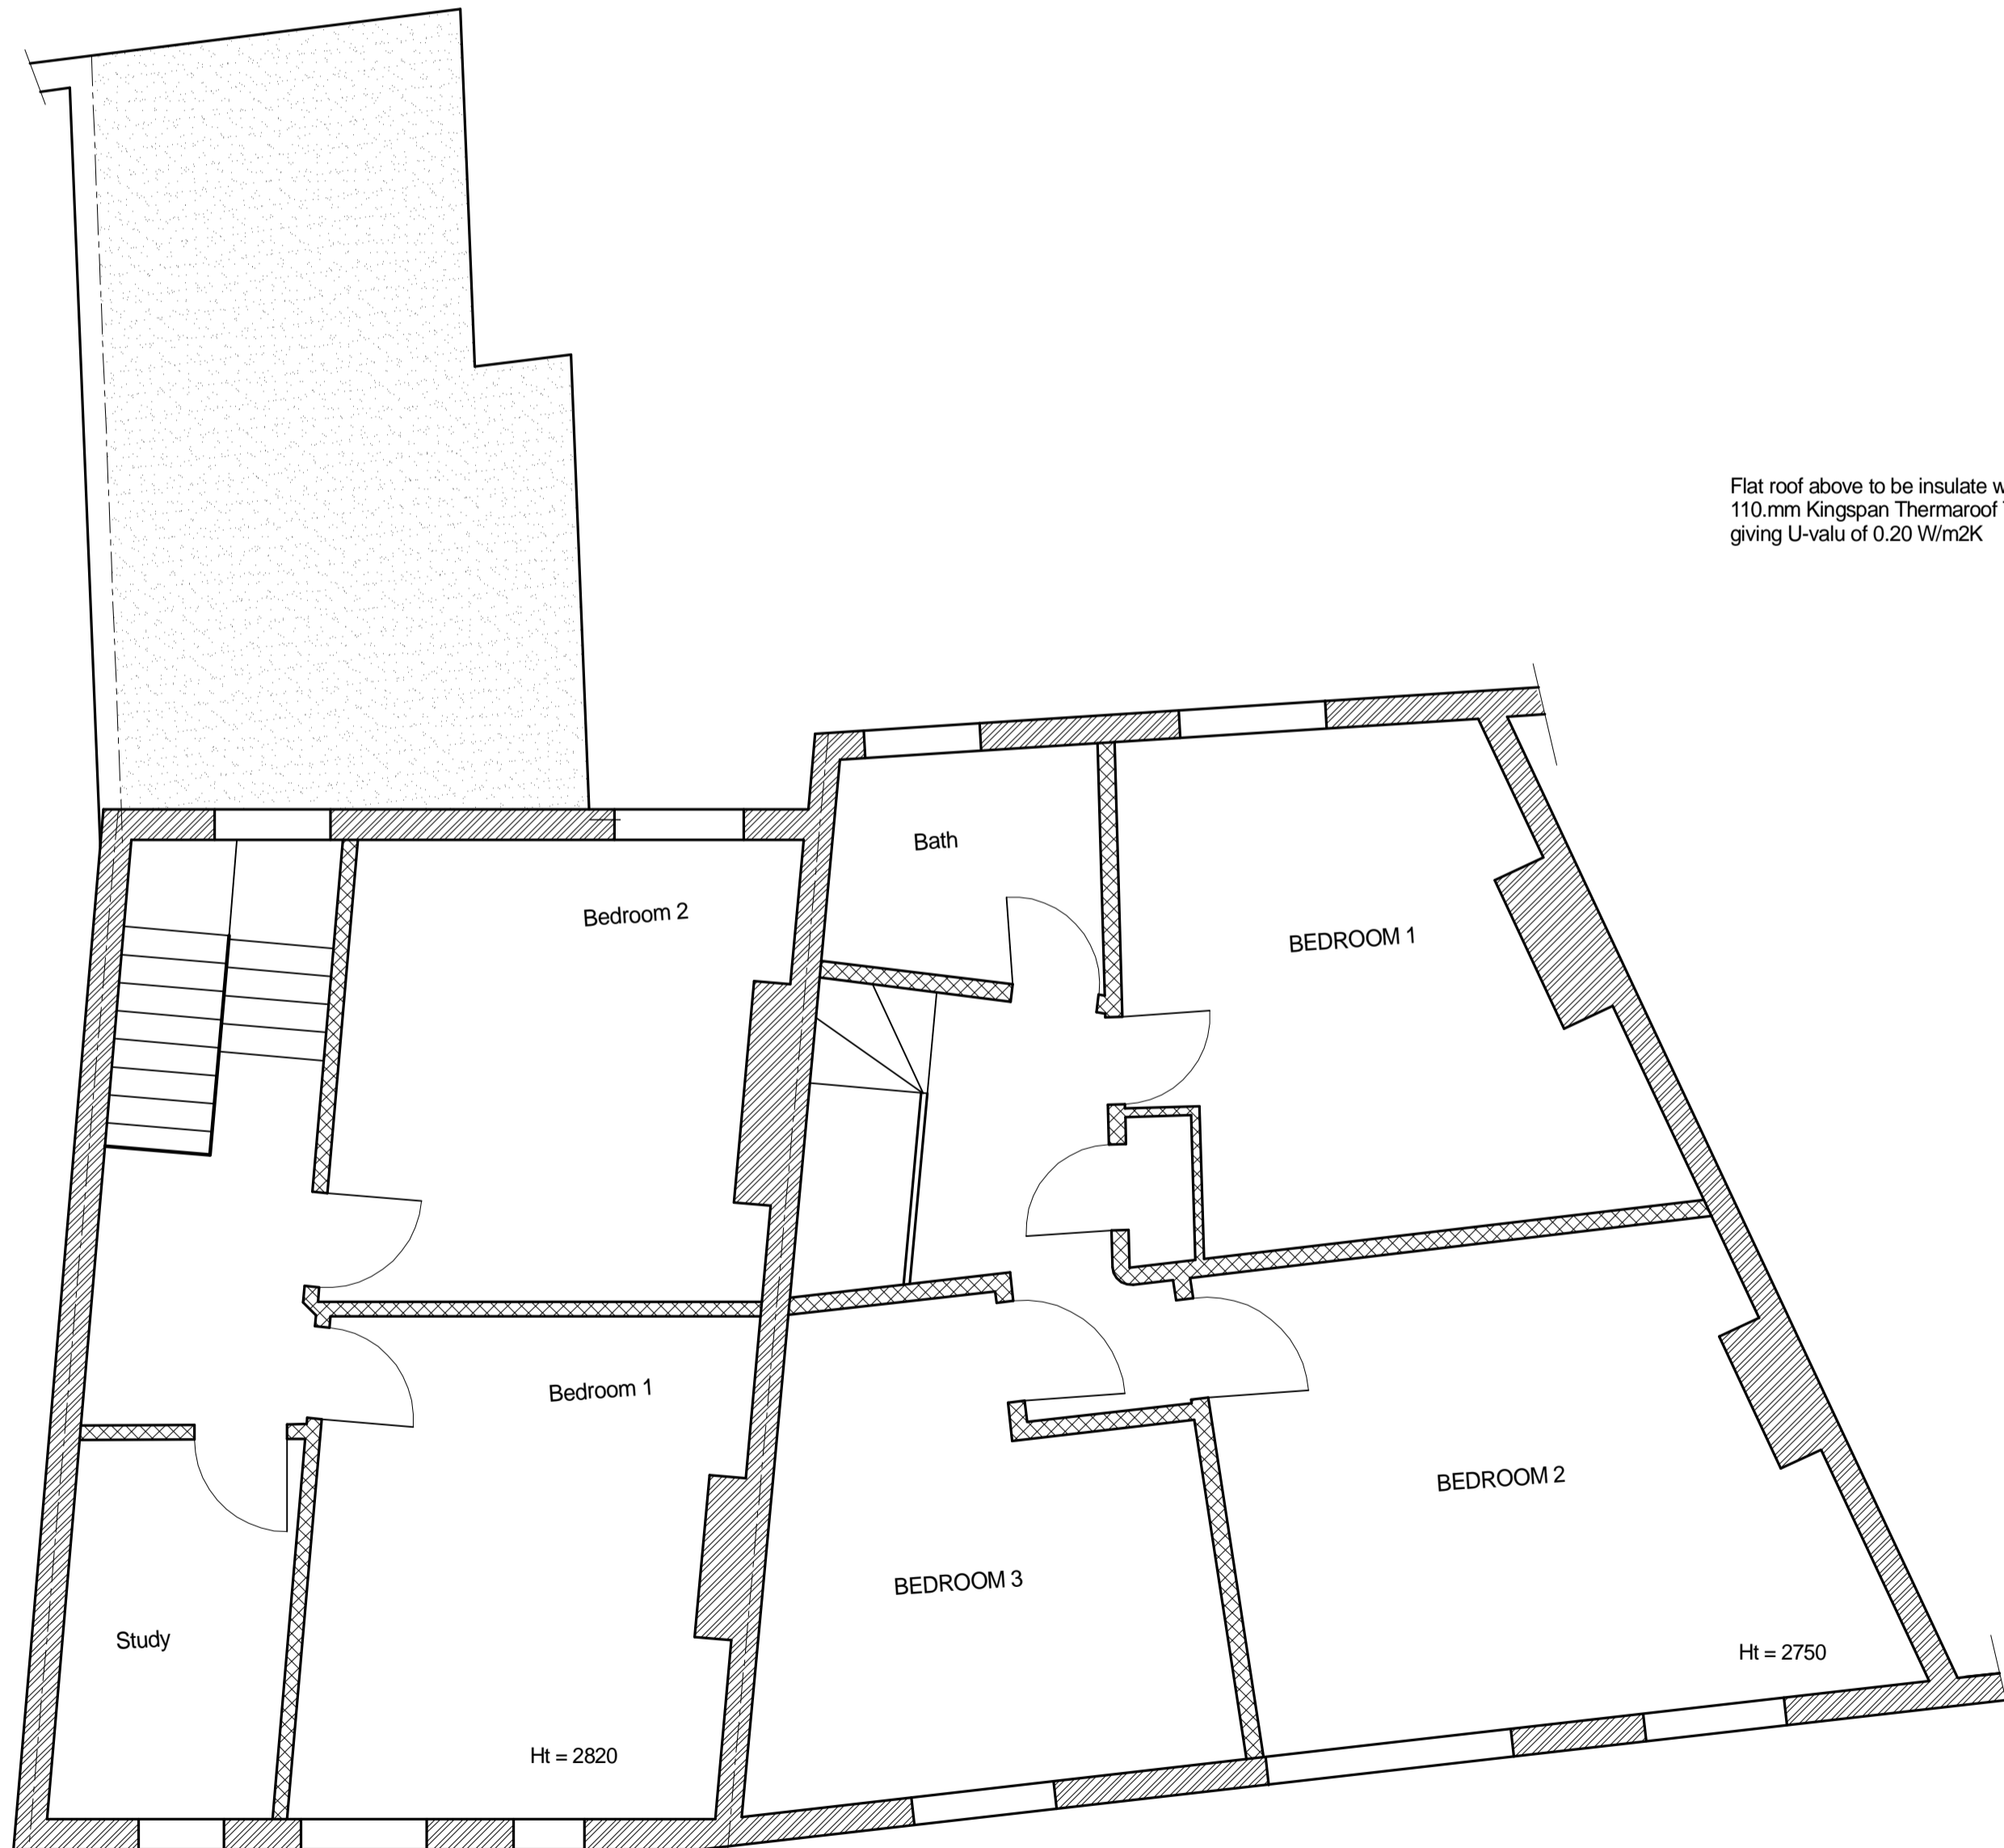 Flat roof above to be insulate
110.mm Kingspan Thermaroof
giving U-valu of 0.20 W/m2K
Bath
Bedroom 2
BEDROOM 1
Bedroom 1
BEDROOM 2
BEDROOM 3
Study
Ht = 2750
Ht = 2820